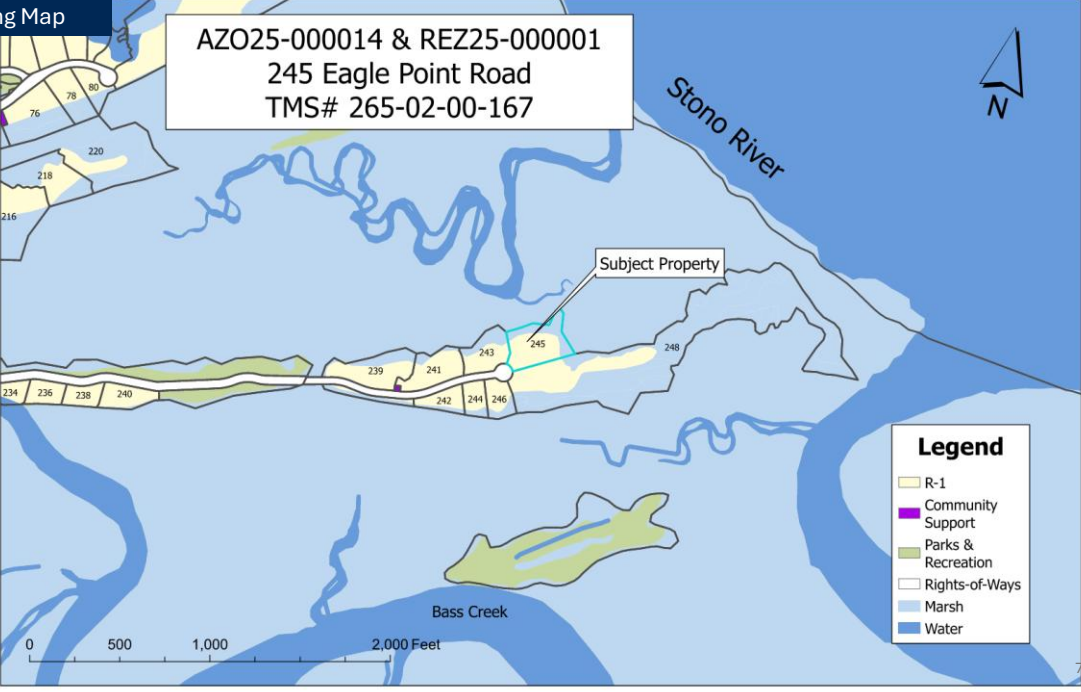 ng Map
AZO25-000014 & REZ25-000001
245 Eagle Point Road
TMS# 265-02-00-167
N
Stono River
80
78
76
220
218
216
Subject Property
245
243
248
239
241
234
236
238
240
242
244
246
Legend
R-1
Community
Support
Parks &
Recreation
Rights-of-Ways
Marsh
Water
Bass Creek
0 500 1,000 2,000 Feet
7